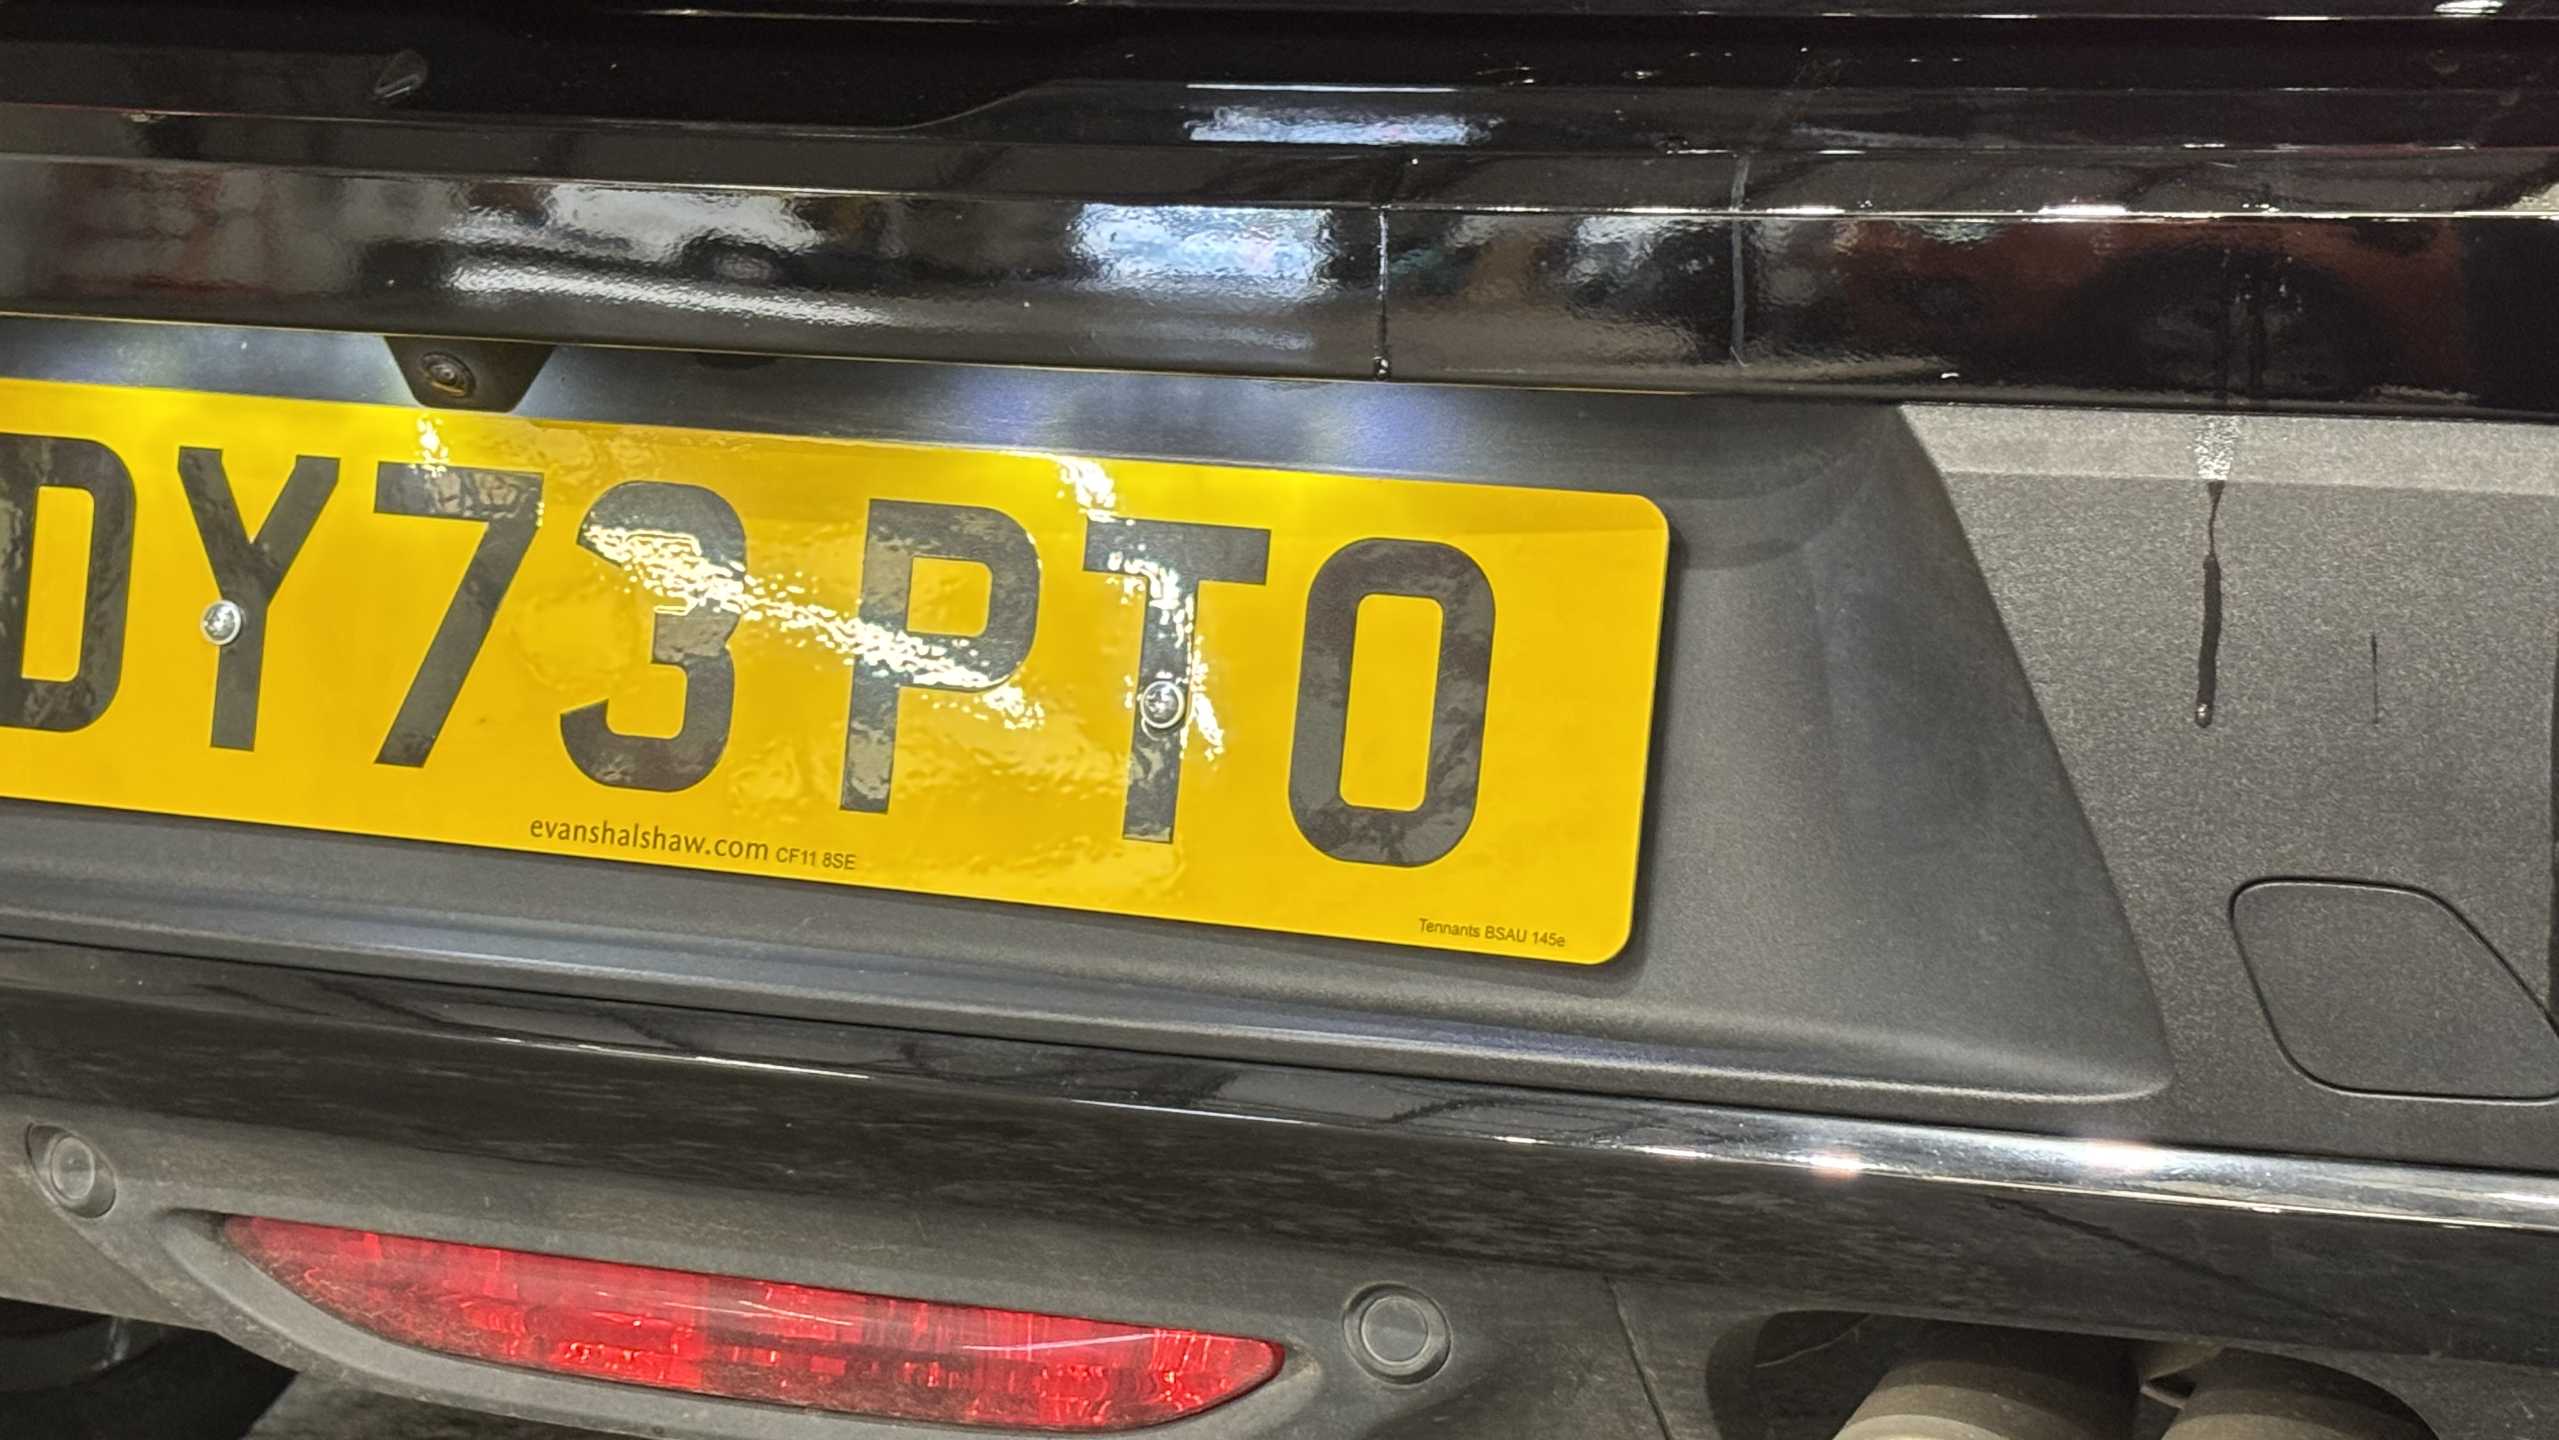 DY73 PTO
evanshalshaw.com CF11 8SE
Tennants BSAU 145e